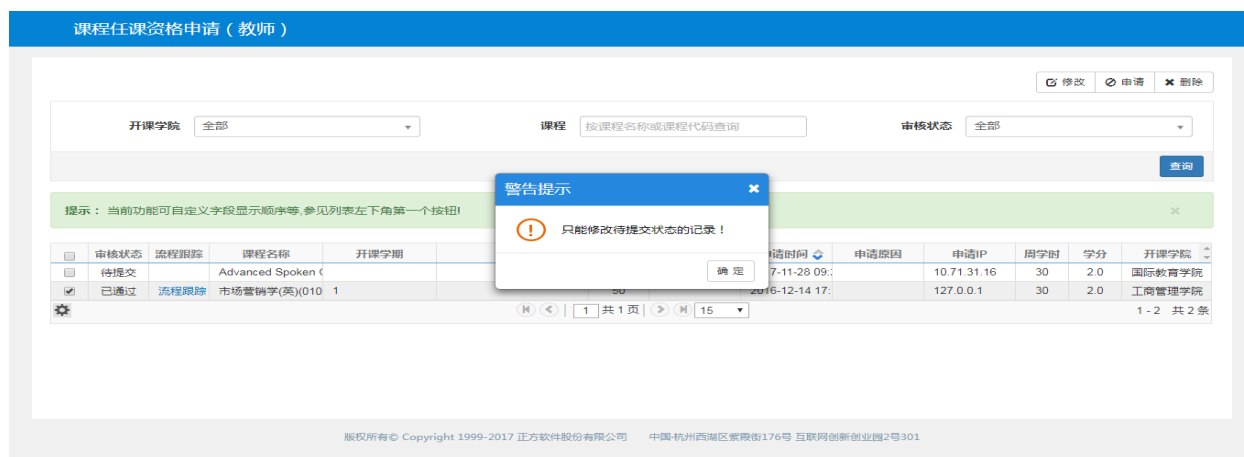 课程任课资格申请（教师）
修改 申请 删除
开课学院 全部 课程 按课程名称或课程代码查询 审核状态 全部
查询
警告提示
提示： 当前功能可自定义字段显示顺序等,参见列表左下角第一个按钮!
只能修改待提交状态的记录！
确 定
审核状态 流程跟踪 课程名称 开课学期 请时间 申请原因 申请IP 周学时 学分 开课学院
待提交 Advanced Spoken 7-11-28 09: 10.71.31.16 30 2.0 国际教育学院
已通过 流程跟踪 市场营销学(英)(010 1 50 2016-12-14 17: 127.0.0.1 30 2.0 工商管理学院
1 共 1 页 15 1 - 2 共 2 条
版权所有© Copyright 1999-2017 正方软件股份有限公司 中国·杭州西湖区紫霞街176号 互联网创新创业园2号301